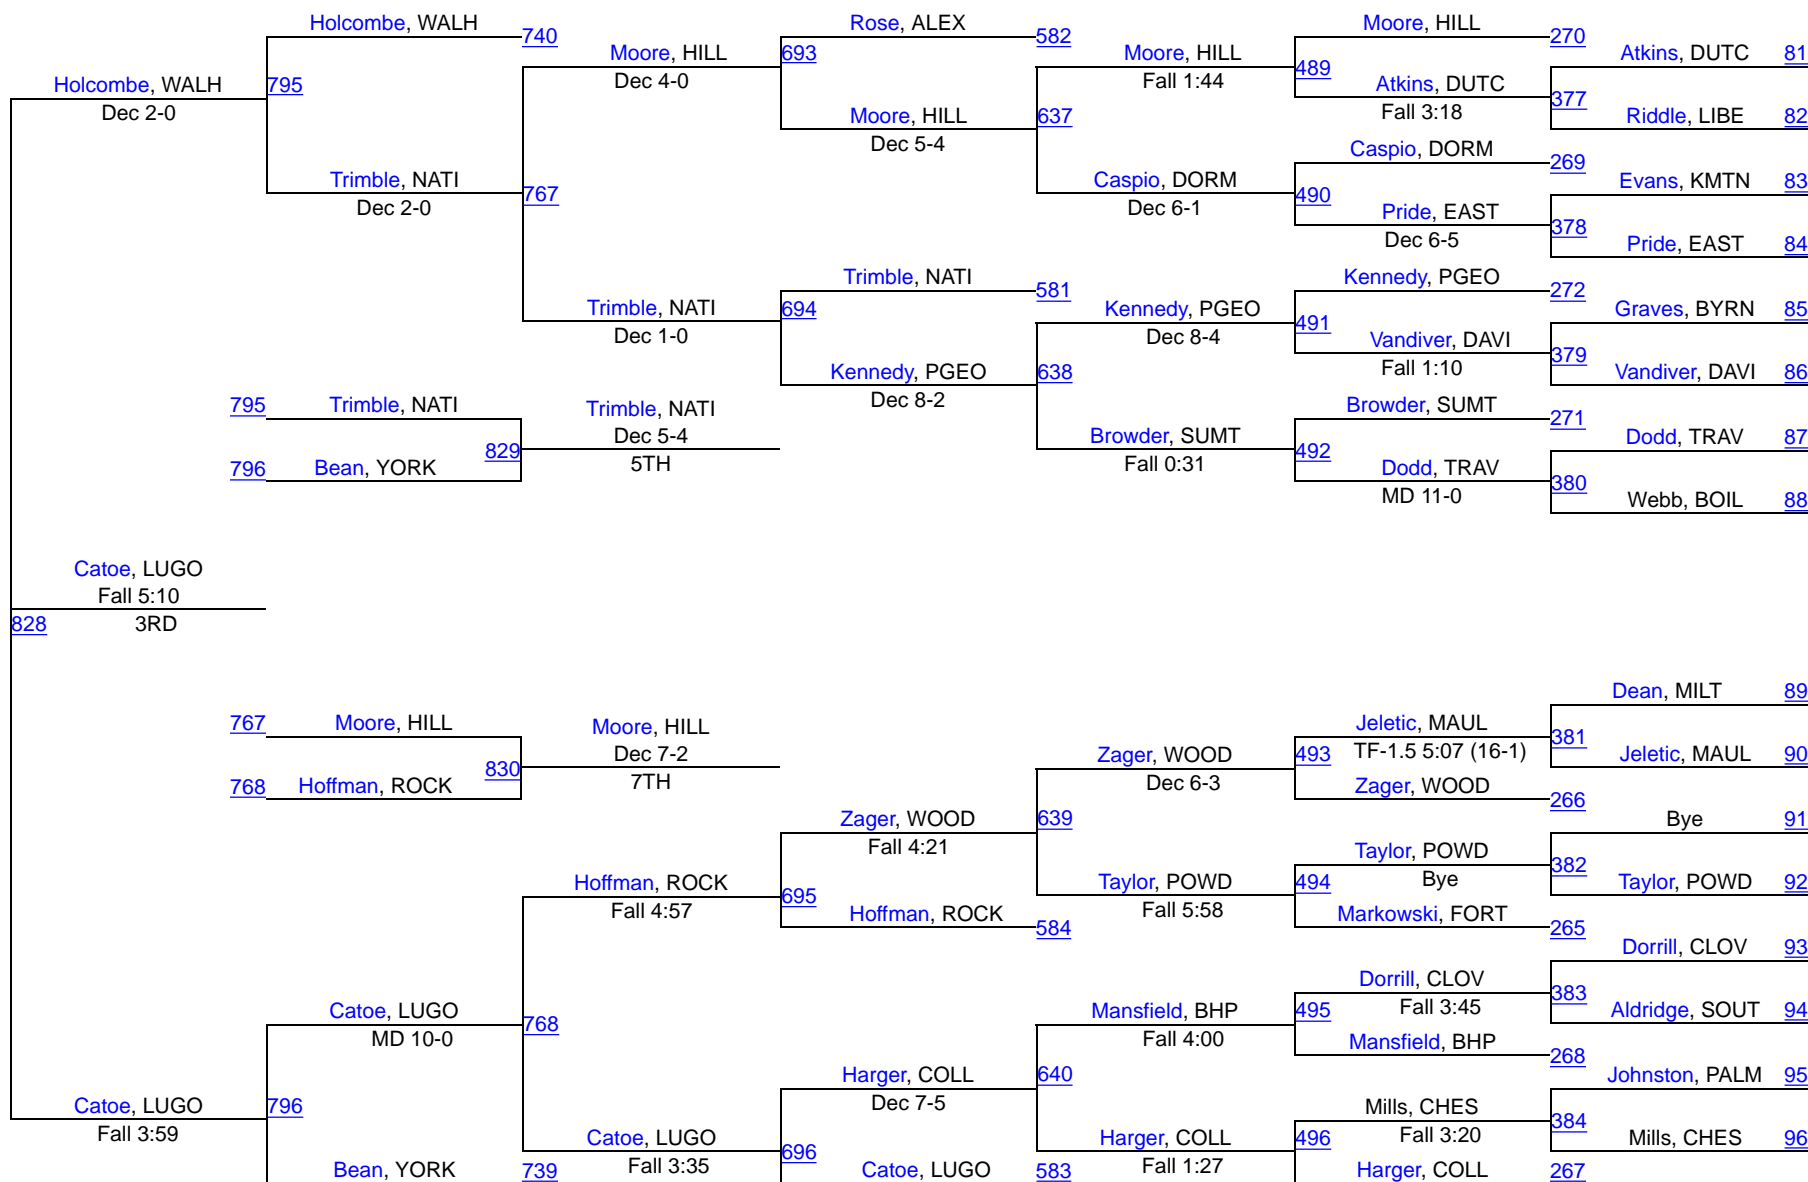 Holcombe, WALH
740
Rose, ALEX
582
Moore, HILL
270
Moore, HILL
Dec 4-0
693
Moore, HILL
Fall 1:44
489
Atkins, DUTC
81
Holcombe, WALH
Dec 2-0
795
Atkins, DUTC
Fall 3:18
377
Moore, HILL
Dec 5-4
637
Riddle, LIBE
82
Caspio, DORM
269
Trimble, NATI
Dec 2-0
767
Caspio, DORM
Dec 6-1
490
Evans, KMTN
83
Pride, EAST
Dec 6-5
378
Pride, EAST
84
Trimble, NATI
581
Kennedy, PGEO
272
Trimble, NATI
Dec 1-0
694
Kennedy, PGEO
Dec 8-4
491
Graves, BYRN
85
Vandiver, DAVI
Fall 1:10
379
Kennedy, PGEO
Dec 8-2
638
Vandiver, DAVI
86
795
Trimble, NATI
Trimble, NATI
Dec 5-4
5TH
829
Browder, SUMT
271
Browder, SUMT
Fall 0:31
492
Dodd, TRAV
87
796
Bean, YORK
Dodd, TRAV
MD 11-0
380
Webb, BOIL
88
Catoe, LUGO
Fall 5:10
828
3RD
Dean, MILT
89
767
Moore, HILL
Moore, HILL
Dec 7-2
7TH
830
Jeletic, MAUL
TF-1.5 5:07 (16-1)
381
Zager, WOOD
Dec 6-3
493
Jeletic, MAUL
90
768
Hoffman, ROCK
Zager, WOOD
266
Zager, WOOD
Fall 4:21
639
Bye
91
Taylor, POWD
Bye
382
Hoffman, ROCK
Fall 4:57
695
Taylor, POWD
Fall 5:58
494
Taylor, POWD
92
Hoffman, ROCK
584
Markowski, FORT
265
Dorrill, CLOV
93
Dorrill, CLOV
Fall 3:45
383
Catoe, LUGO
MD 10-0
768
Mansfield, BHP
Fall 4:00
495
Aldridge, SOUT
94
Mansfield, BHP
268
Harger, COLL
Dec 7-5
640
Johnston, PALM
95
Catoe, LUGO
Fall 3:59
796
Mills, CHES
Fall 3:20
384
Catoe, LUGO
Fall 3:35
696
Harger, COLL
Fall 1:27
496
Mills, CHES
96
Bean, YORK
739
Catoe, LUGO
583
Harger, COLL
267